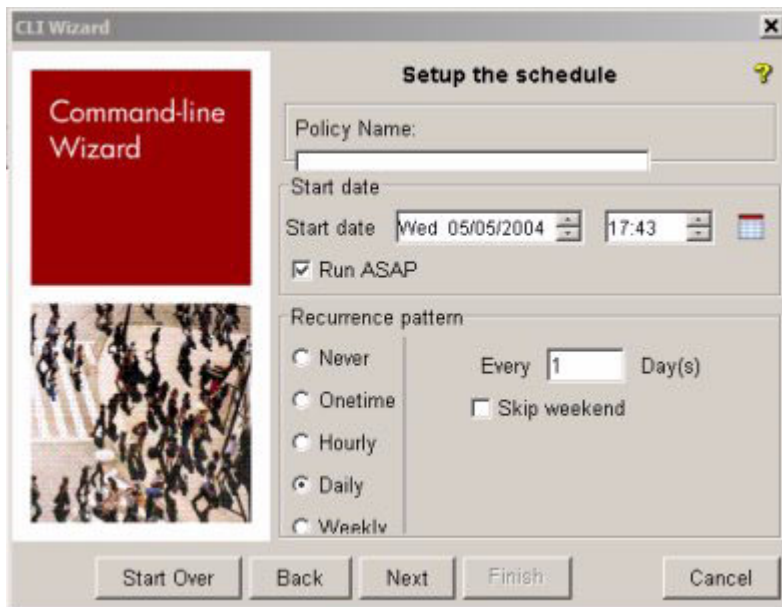 CLI Wizard
Command-line
Wizard
Setup the schedule
?
Policy Name:
Start date
Start date Wed 05/05/2004 17:43
Run ASAP
Recurrence pattern
Never
Every 1 Day(s)
Onetime
Skip weekend
Hourly
Daily
Weekly
Start Over Back Next Finish Cancel